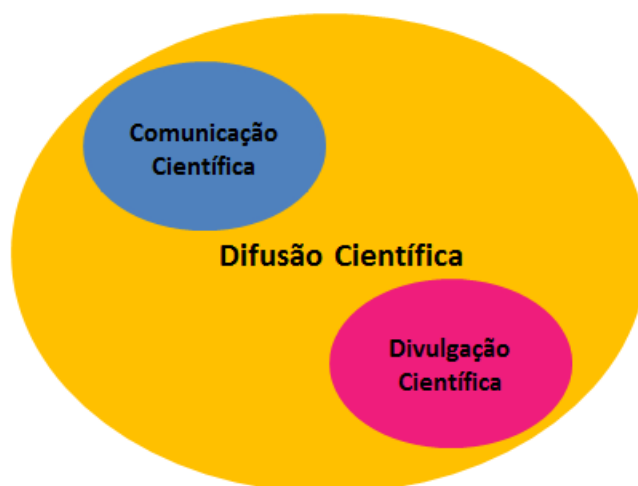 Comunicação
Científica
Difusão Científica
Divulgação
Científica